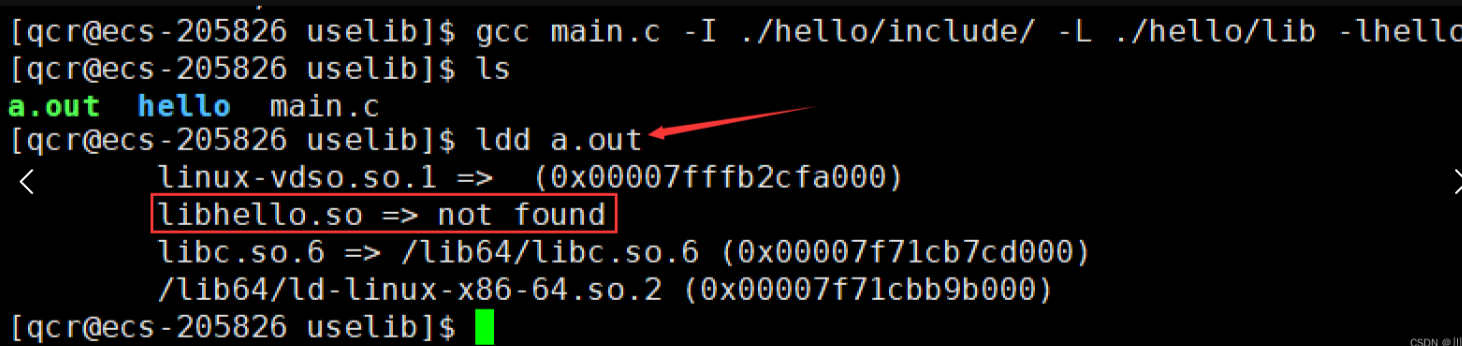 [qcr@ecs-205826 uselib]$ gcc main.c -I ./hello/include/ -L ./hello/lib -lhello
[qcr@ecs-205826 uselib]$ ls
a.out  hello  main.c
[qcr@ecs-205826 uselib]$ ldd a.out
linux-vdso.so.1 =>  (0x00007fffb2cfa000)
libhello.so => not found
libc.so.6 => /lib64/libc.so.6 (0x00007f71cb7cd000)
/lib64/ld-linux-x86-64.so.2 (0x00007f71cbb9b000)
[qcr@ecs-205826 uselib]$
CSDN @川